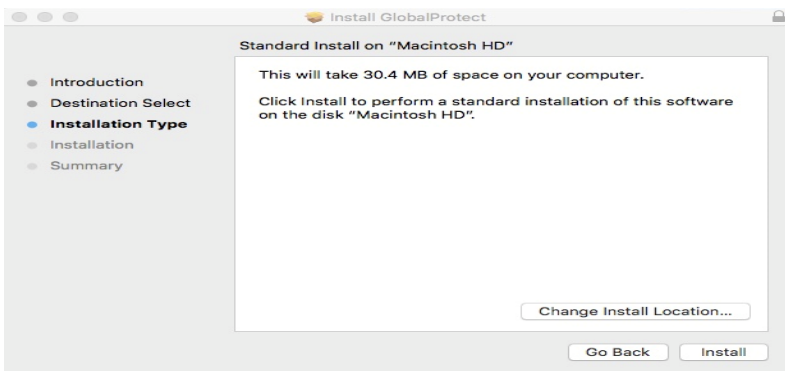 Install GlobalProtect
Standard Install on “Macintosh HD”
Introduction
Destination Select
Installation Type
Installation
Summary
This will take 30.4 MB of space on your computer.
Click Install to perform a standard installation of this software
on the disk “Macintosh HD”.
Change Install Location...
Go Back
Install